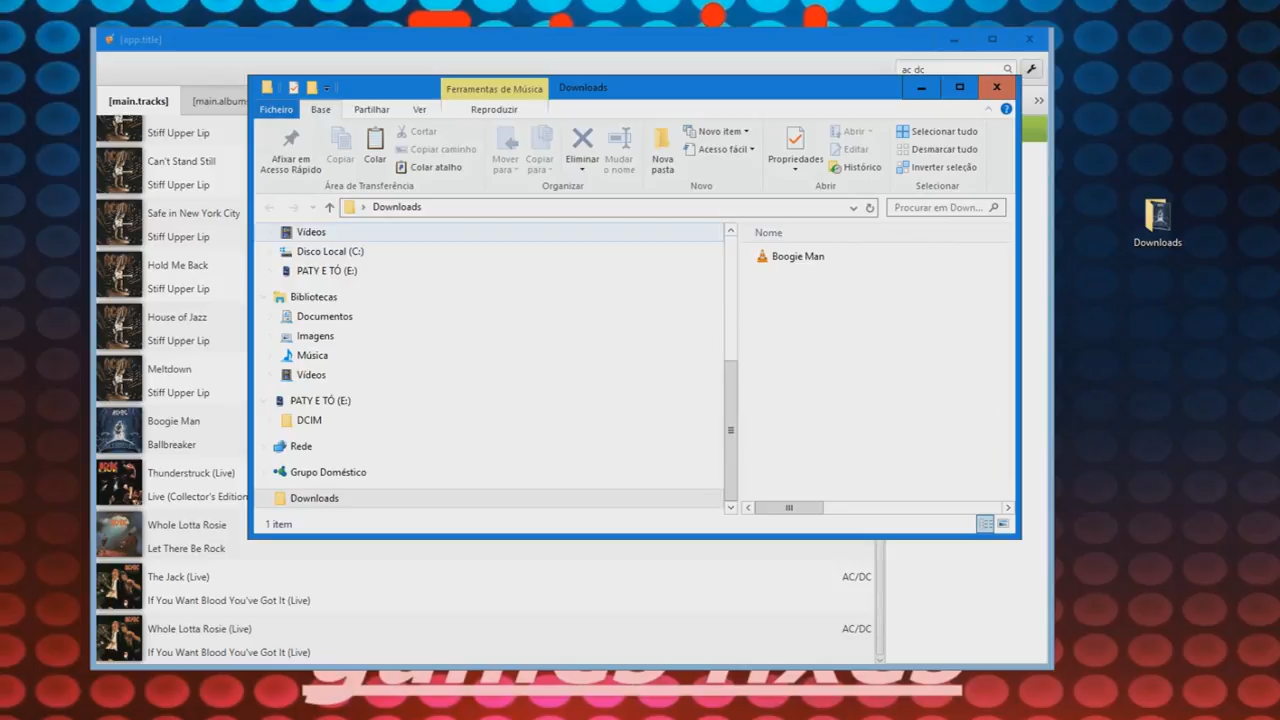 [app.title]
ac dc
[main.tracks]
[main.albums
Stiff Upper Lip
Can't Stand Still
Stiff Upper Lip
Safe in New York City
Stiff Upper Lip
Hold Me Back
Stiff Upper Lip
House of Jazz
Stiff Upper Lip
Meltdown
Stiff Upper Lip
Boogie Man
Ballbreaker
Thunderstruck (Live)
Live (Collector's Edition
Whole Lotta Rosie
Let There Be Rock
The Jack (Live)
AC/DC
If You Want Blood You've Got It (Live)
Whole Lotta Rosie (Live)
AC/DC
If You Want Blood You've Got It (Live)
Ferramentas de Música
Downloads
Ficheiro
Base
Partilhar
Ver
Reproduzir
Afixar em
Acesso Rápido
Copiar
Colar
Cortar
Copiar caminho
Colar atalho
Área de Transferência
Mover
para
Copiar
para
Eliminar
Mudar
o nome
Organizar
Nova
pasta
Novo item
Acesso fácil
Novo
Propriedades
Abrir
Editar
Histórico
Abrir
Selecionar tudo
Desmarcar tudo
Inverter seleção
Selecionar
Downloads
Procurar em Down...
Vídeos
Disco Local (C:)
PATY E TÓ (E:)
Bibliotecas
Documentos
Imagens
Música
Vídeos
PATY E TÓ (E:)
DCIM
Rede
Grupo Doméstico
Downloads
Nome
Boogie Man
1 item
Downloads